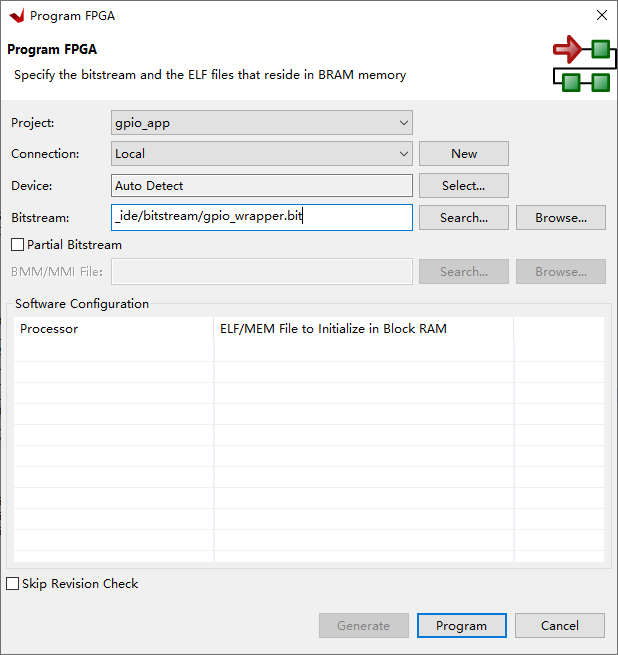 Program FPGA
Program FPGA
Specify the bitstream and the ELF files that reside in BRAM memory
Project: gpio_app
Connection: Local New
Device: Auto Detect Select...
Bitstream: _ide/bitstream/gpio_wrapper.bit Search... Browse...
Partial Bitstream
BMM/MMI File: Search... Browse...
Software Configuration
Processor ELF/MEM File to Initialize in Block RAM
Skip Revision Check
Generate Program Cancel